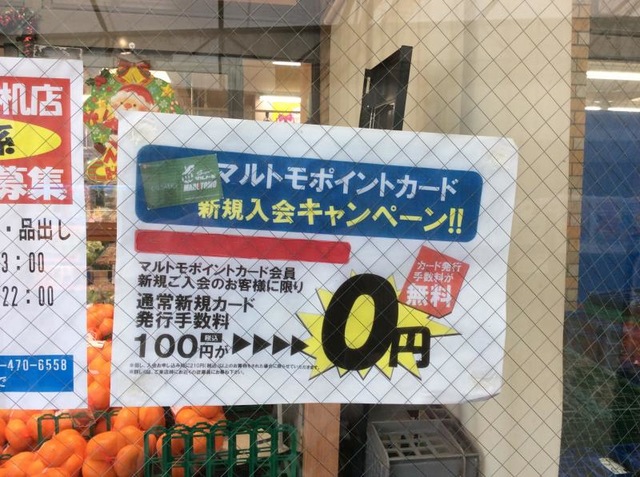 机店
係
募集
・品出し
3：00
22：00
-470-6558
で
マルトモポイントカード
新規入会キャンペーン!!
マルトモポイントカード会員
新規ご入会のお客様に限り
通常新規カード
発行手数料
100円が
税込
0円
カード発行
手数料が
無料